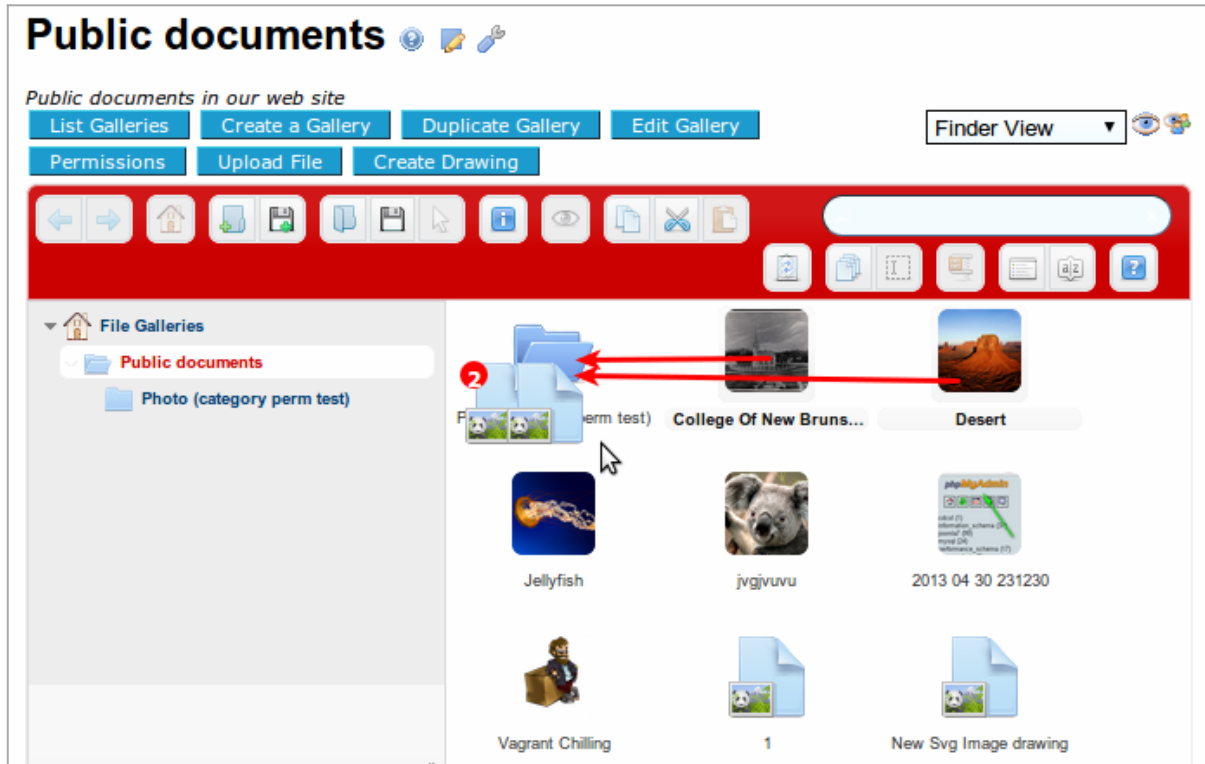 Public documents
Public documents in our web site
List Galleries Create a Gallery Duplicate Gallery Edit Gallery
Finder View
Permissions Upload File Create Drawing
File Galleries
Public documents
Photo (category perm test)
2
erm test)
College Of New Bruns...
Desert
phpMyAdmin
Jellyfish
jvgjvuvu
2013 04 30 231230
Vagrant Chilling
1
New Svg Image drawing